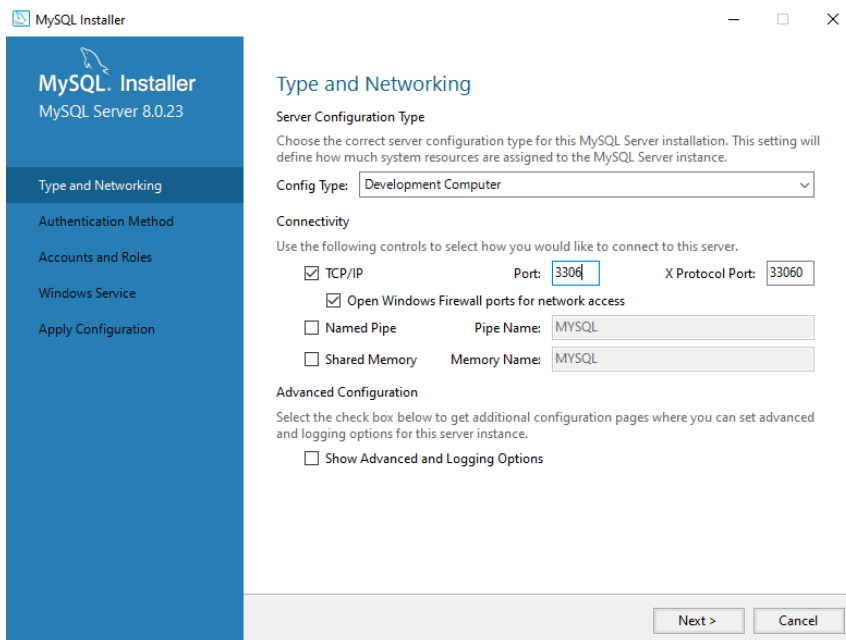 MySQL Installer
MySQL. Installer
MySQL Server 8.0.23
Type and Networking
Authentication Method
Accounts and Roles
Windows Service
Apply Configuration
Type and Networking
Server Configuration Type
Choose the correct server configuration type for this MySQL Server installation. This setting will
define how much system resources are assigned to the MySQL Server instance.
Config Type: Development Computer
Connectivity
Use the following controls to select how you would like to connect to this server.
TCP/IP Port: 3306 X Protocol Port: 33060
Open Windows Firewall ports for network access
Named Pipe Pipe Name: MYSQL
Shared Memory Memory Name: MYSQL
Advanced Configuration
Select the check box below to get additional configuration pages where you can set advanced
and logging options for this server instance.
Show Advanced and Logging Options
Next > Cancel